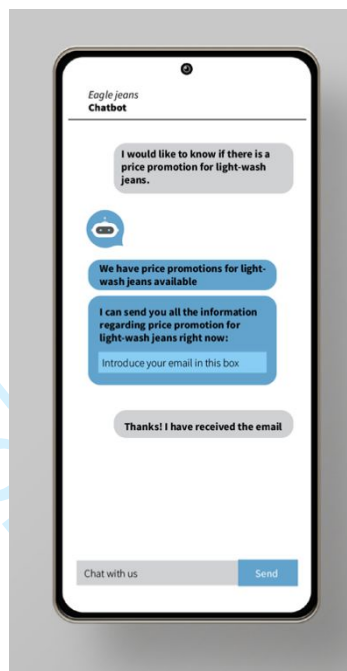 Eagle jeans
Chatbot
I would like to know if there is a
price promotion for light-wash
jeans.
We have price promotions for light-
wash jeans available
I can send you all the information
regarding price promotion for
light-wash jeans right now:
Introduce your email in this box
Thanks! I have received the email
Chat with us
Send